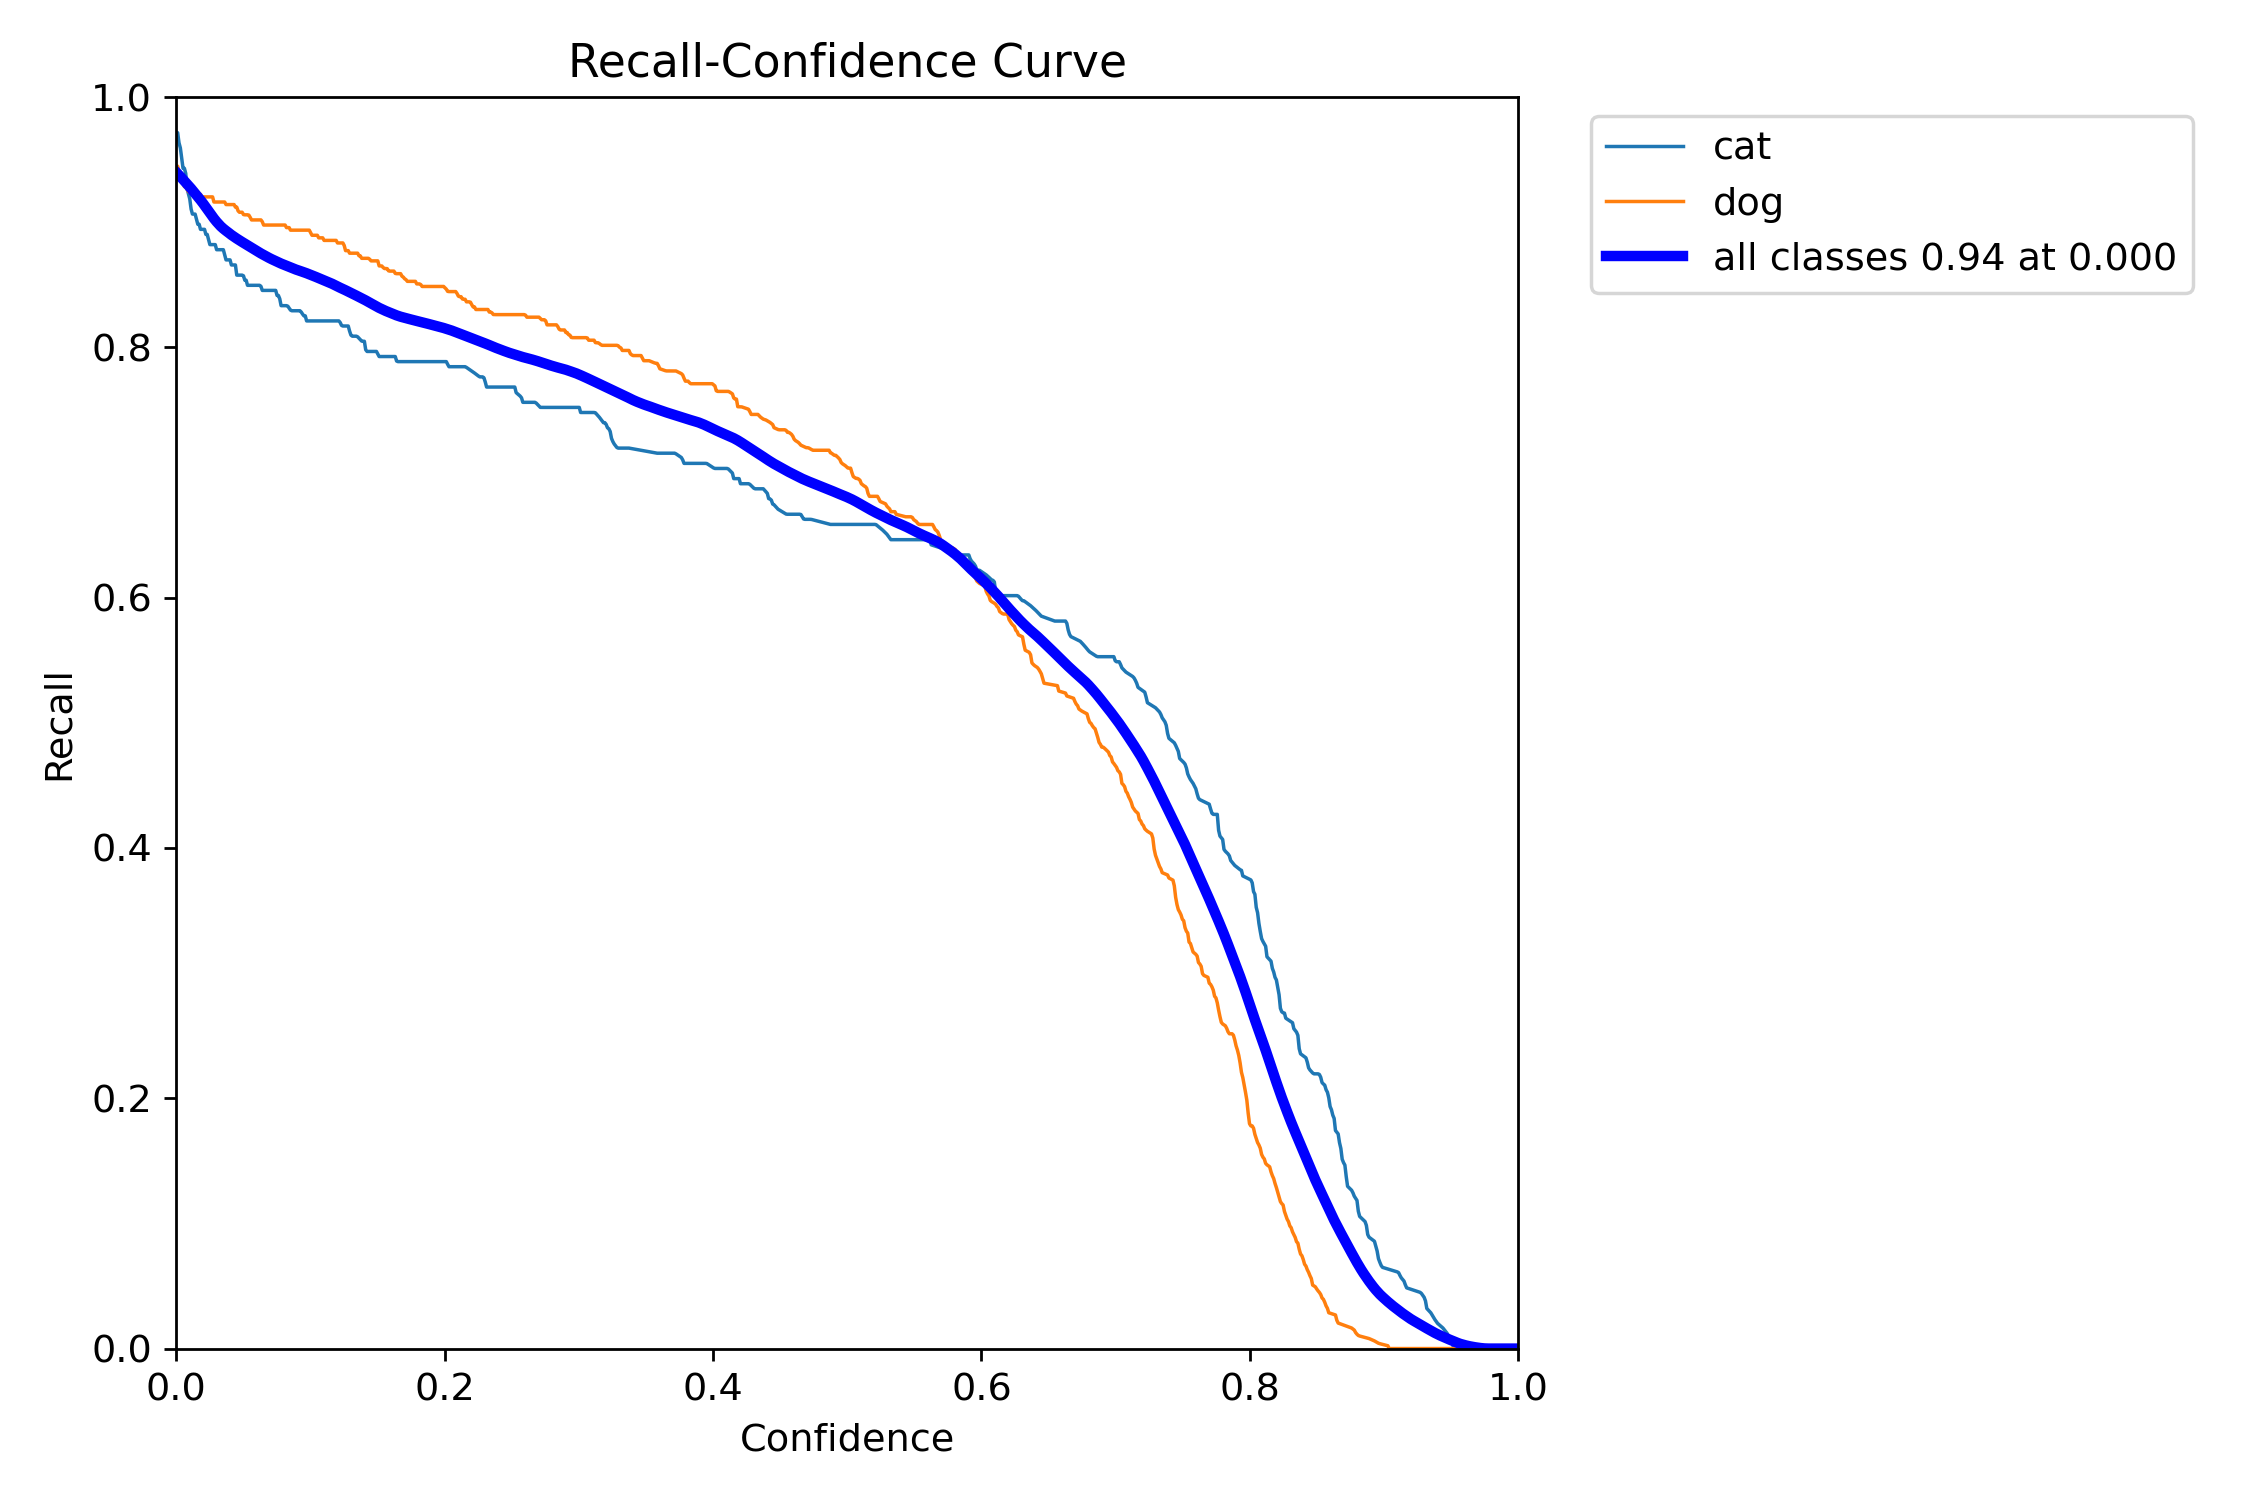 Recall-Confidence Curve
1.0
0.8
0.6
0.4
0.2
0.0
Recall
0.0 0.2 0.4 0.6 0.8 1.0
Confidence
cat
dog
all classes 0.94 at 0.000